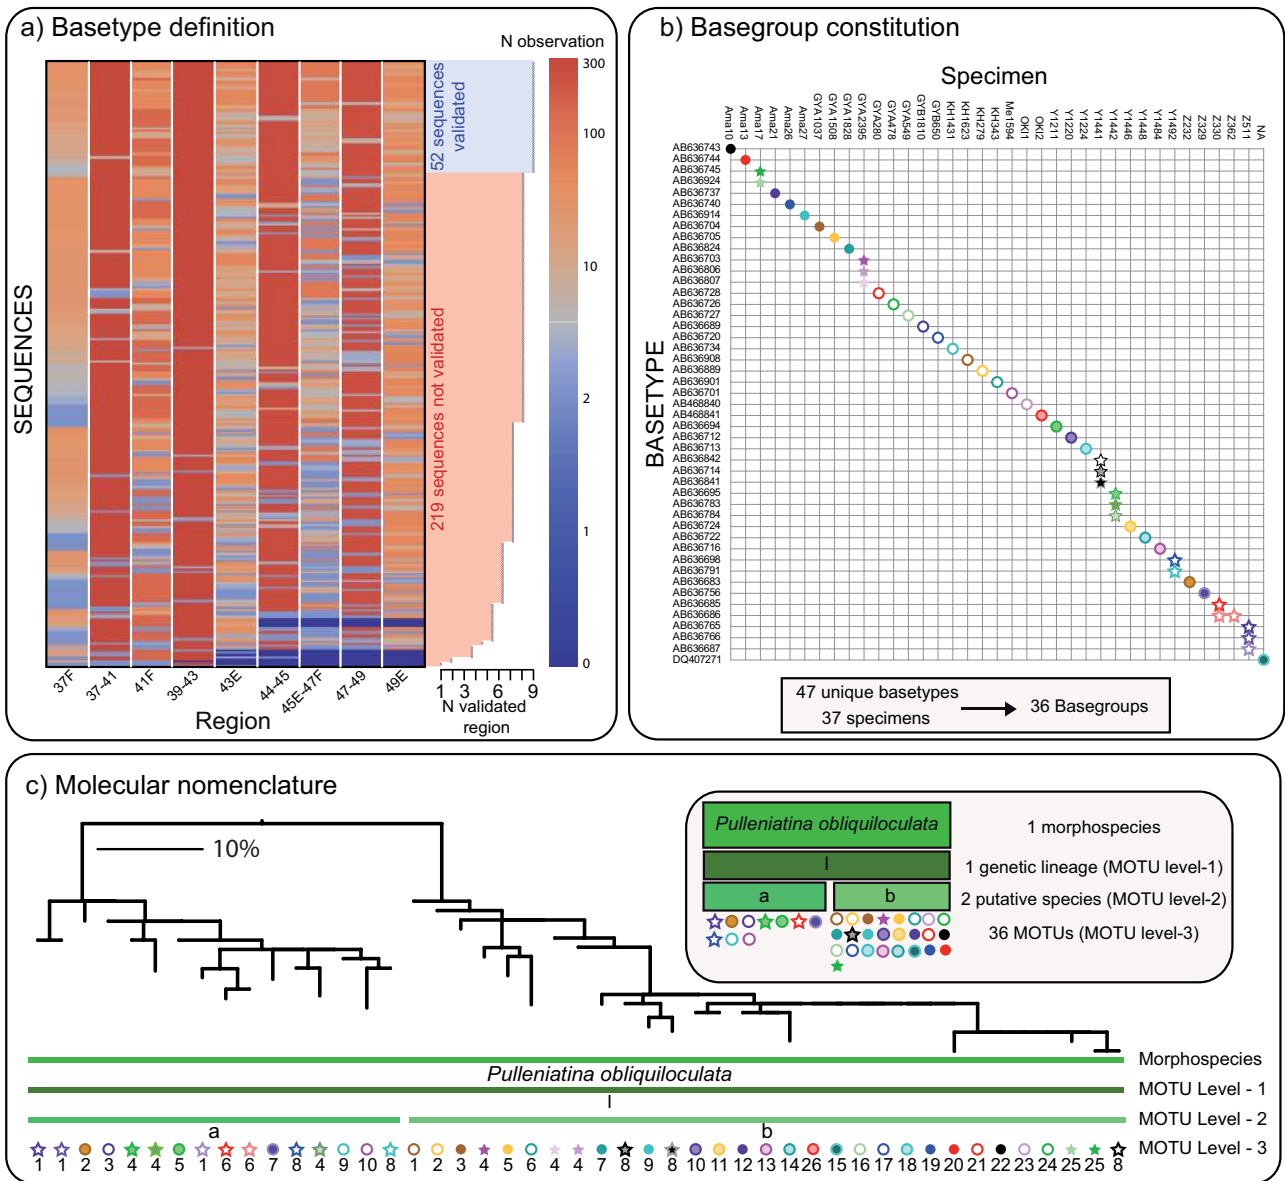 a) Basetype definition
N observation
SEQUENCES
52 sequences
validated
219 sequences not validated
300
100
10
2
1
0
37F
37-41
41F
39-43
43E
44-45
45E-47F
47-49
49E
Region
1 3 6 9
N validated
region
b) Basegroup constitution
Specimen
Ama10
Ama13
Ama17
Ama21
Ama26
Ama27
GYA1037
GYA1508
GYA1828
GYA2395
GYA280
GYA478
GYA549
GYB1810
GYB650
KH1431
KH1623
KH279
KH343
Me1594
OKI1
OKI2
Y1211
Y1220
Y1224
Y1441
Y1442
Y1446
Y1448
Y1484
Y1492
Z232
Z329
Z330
Z362
Z511
NA
BASETYPE
AB636743
AB636744
AB636745
AB636924
AB636737
AB636740
AB636914
AB636704
AB636705
AB636824
AB636703
AB636806
AB636807
AB636728
AB636726
AB636727
AB636689
AB636720
AB636734
AB636908
AB636889
AB636901
AB636701
AB468840
AB468841
AB636694
AB636712
AB636713
AB636842
AB636714
AB636841
AB636695
AB636783
AB636784
AB636724
AB636722
AB636716
AB636698
AB636791
AB636683
AB636756
AB636685
AB636686
AB636765
AB636766
AB636687
DQ407271
47 unique basetypes
37 specimens
36 Basegroups
c) Molecular nomenclature
10%
Pulleniatina obliquiloculata
1 morphospecies
I
1 genetic lineage (MOTU level-1)
a b
2 putative species (MOTU level-2)
36 MOTUs (MOTU level-3)
Morphospecies
Pulleniatina obliquiloculata
MOTU Level - 1
I
MOTU Level - 2
a b
MOTU Level - 3
1 1 2 3 4 4 5 1 6 6 7 8 4 9 10 8 1 2 3 4 5 6 4 4 7 8 9 8 10 11 12 13 14 26 15 16 17 18 19 20 21 22 23 24 25 25 8